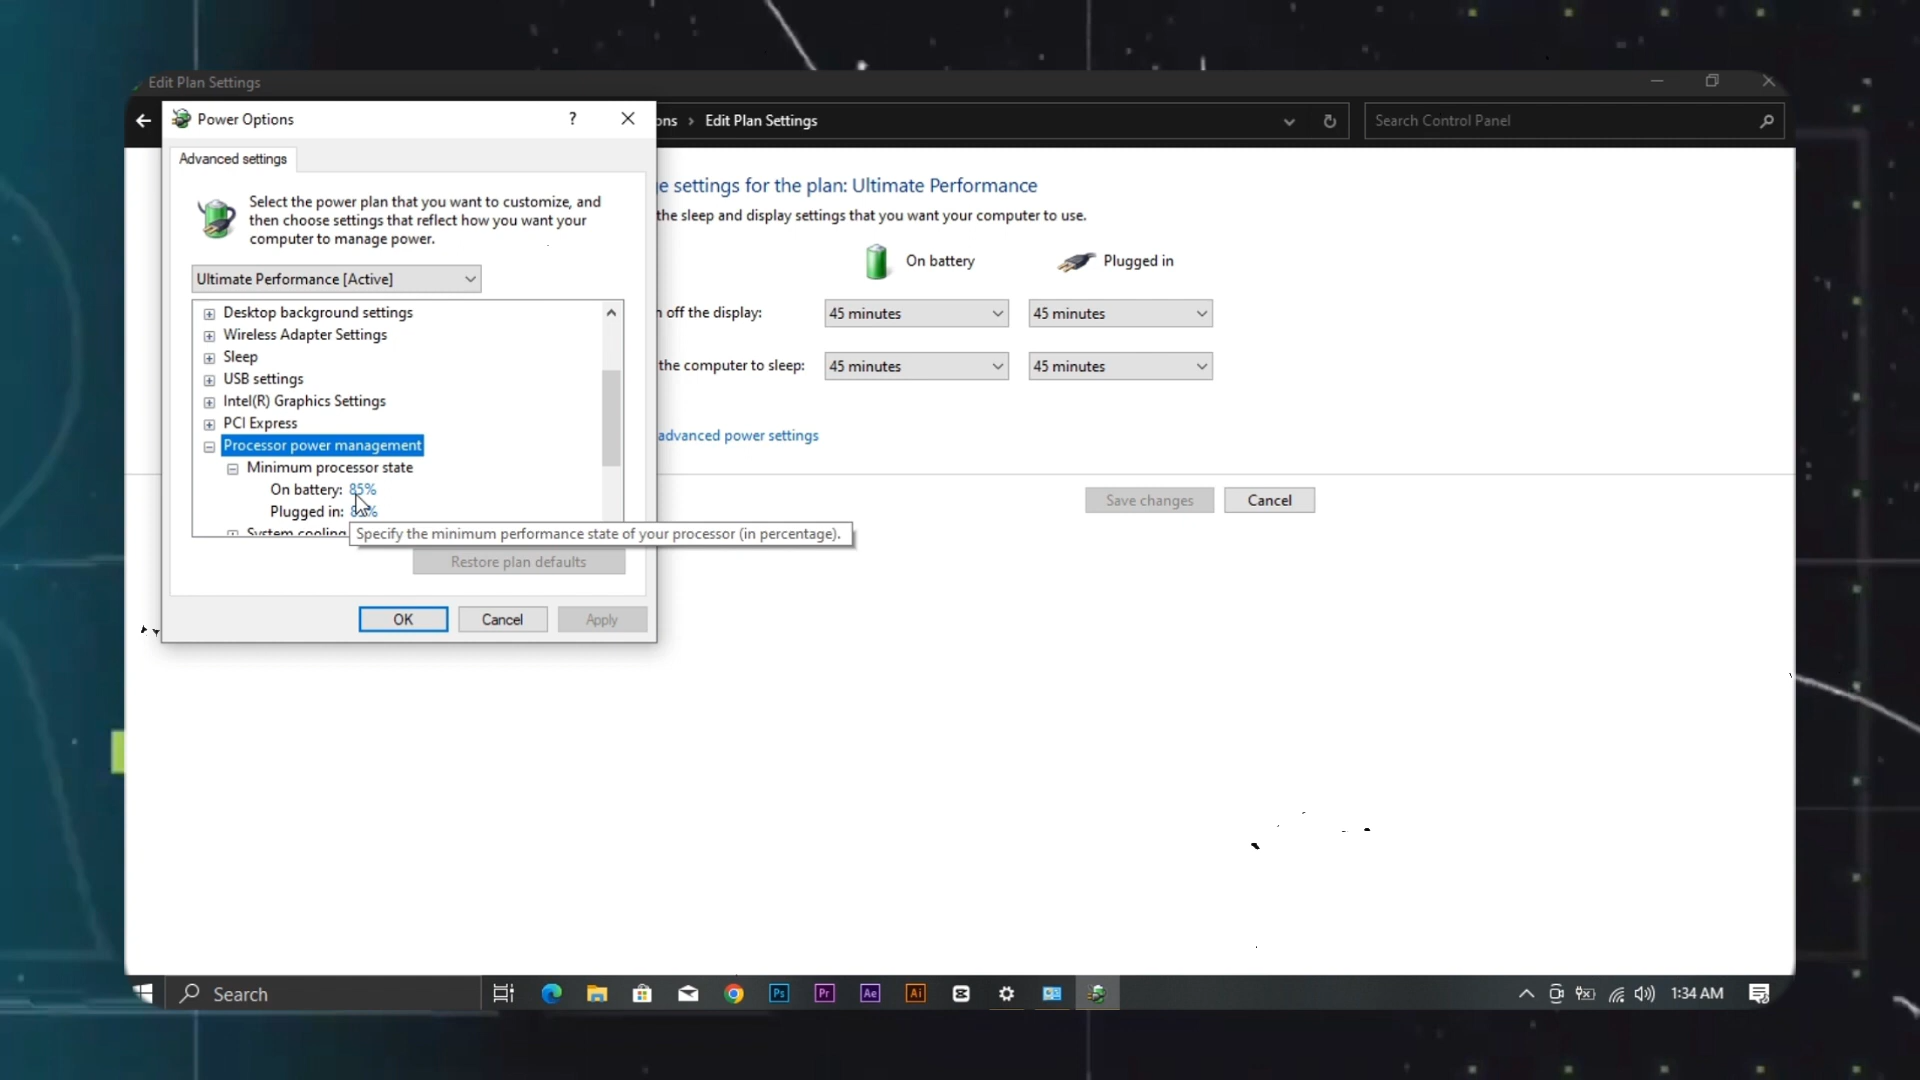 Edit Plan Settings
Power Options
?
ons › Edit Plan Settings
Search Control Panel
Advanced settings
Select the power plan that you want to customize, and
then choose settings that reflect how you want your
computer to manage power.
Ultimate Performance [Active]
Desktop background settings
Wireless Adapter Settings
Sleep
USB settings
Intel(R) Graphics Settings
PCI Express
Processor power management
Minimum processor state
On battery: 85%
Plugged in:
System cooling
Specify the minimum performance state of your processor (in percentage).
Restore plan defaults
OK Cancel Apply
e settings for the plan: Ultimate Performance
the sleep and display settings that you want your computer to use.
On battery Plugged in
off the display: 45 minutes 45 minutes
the computer to sleep: 45 minutes 45 minutes
advanced power settings
Save changes Cancel
Search
Ps Pr Ae Ai
1:34 AM